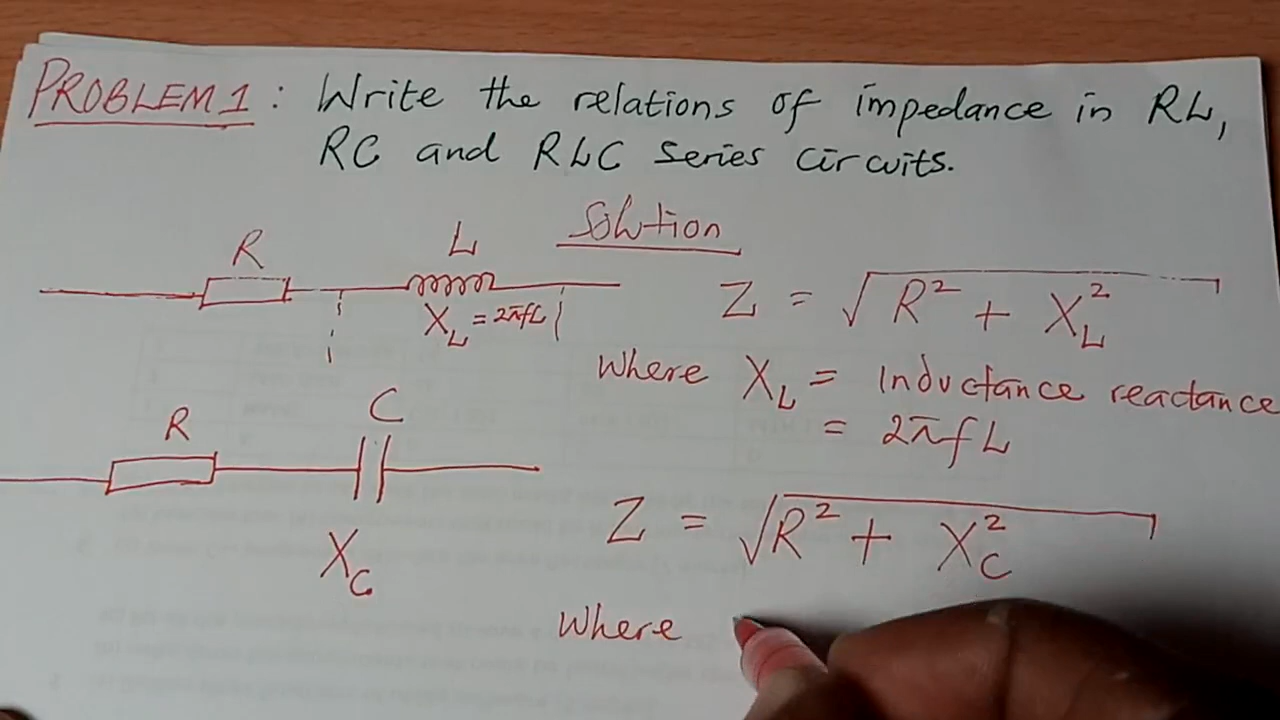 PROBLEM 1 : Write the relations of impedance in RL,
RC and RLC series circuits.
Solution
R
L
X_L = 2πfL
Z = √R² + X_L²
where X_L = Inductance reactance
= 2πfL
R
C
X_C
Z = √R² + X_C²
where